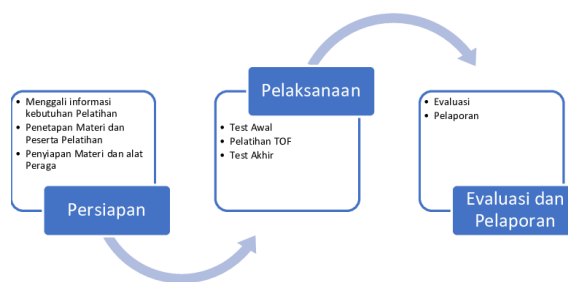 • Menggali informasi
kebutuhan Pelatihan
• Penetapan Materi dan
Peserta Pelatihan
• Penyiapan Materi dan alat
Peraga
Persiapan
Pelaksanaan
• Test Awal
• Pelatihan TOF
• Test Akhir
• Evaluasi
• Pelaporan
Evaluasi dan
Pelaporan